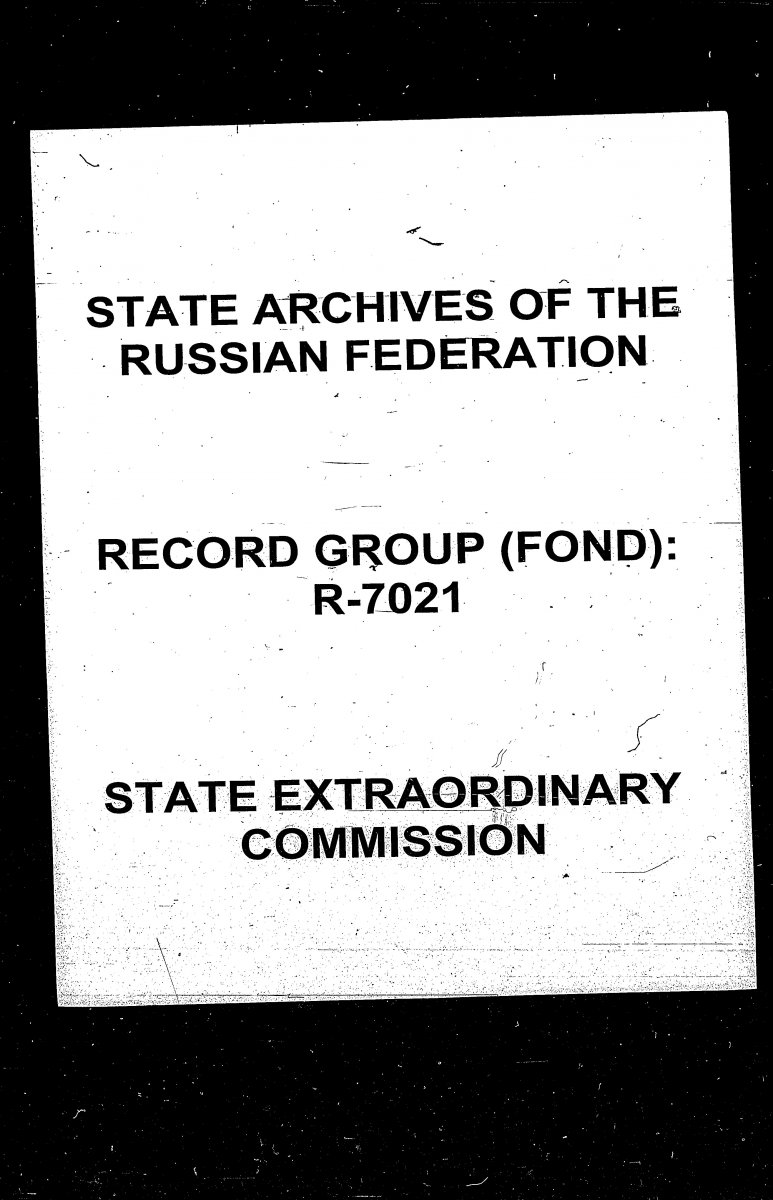 STATE ARCHIVES OF THE
RUSSIAN FEDERATION
RECORD GROUP (FOND):
R-7021
STATE EXTRAORDINARY
COMMISSION